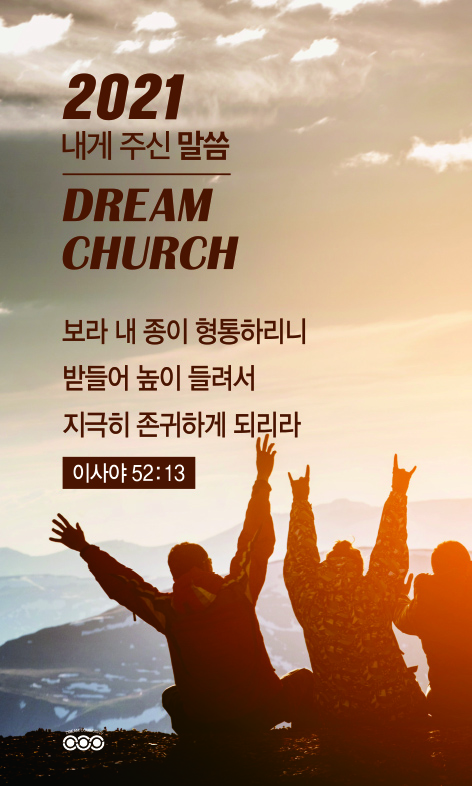 2021
내게 주신 말씀
DREAM
CHURCH
보라 내 종이 형통하리니
받들어 높이 들려서
지극히 존귀하게 되리라
이사야 52:13